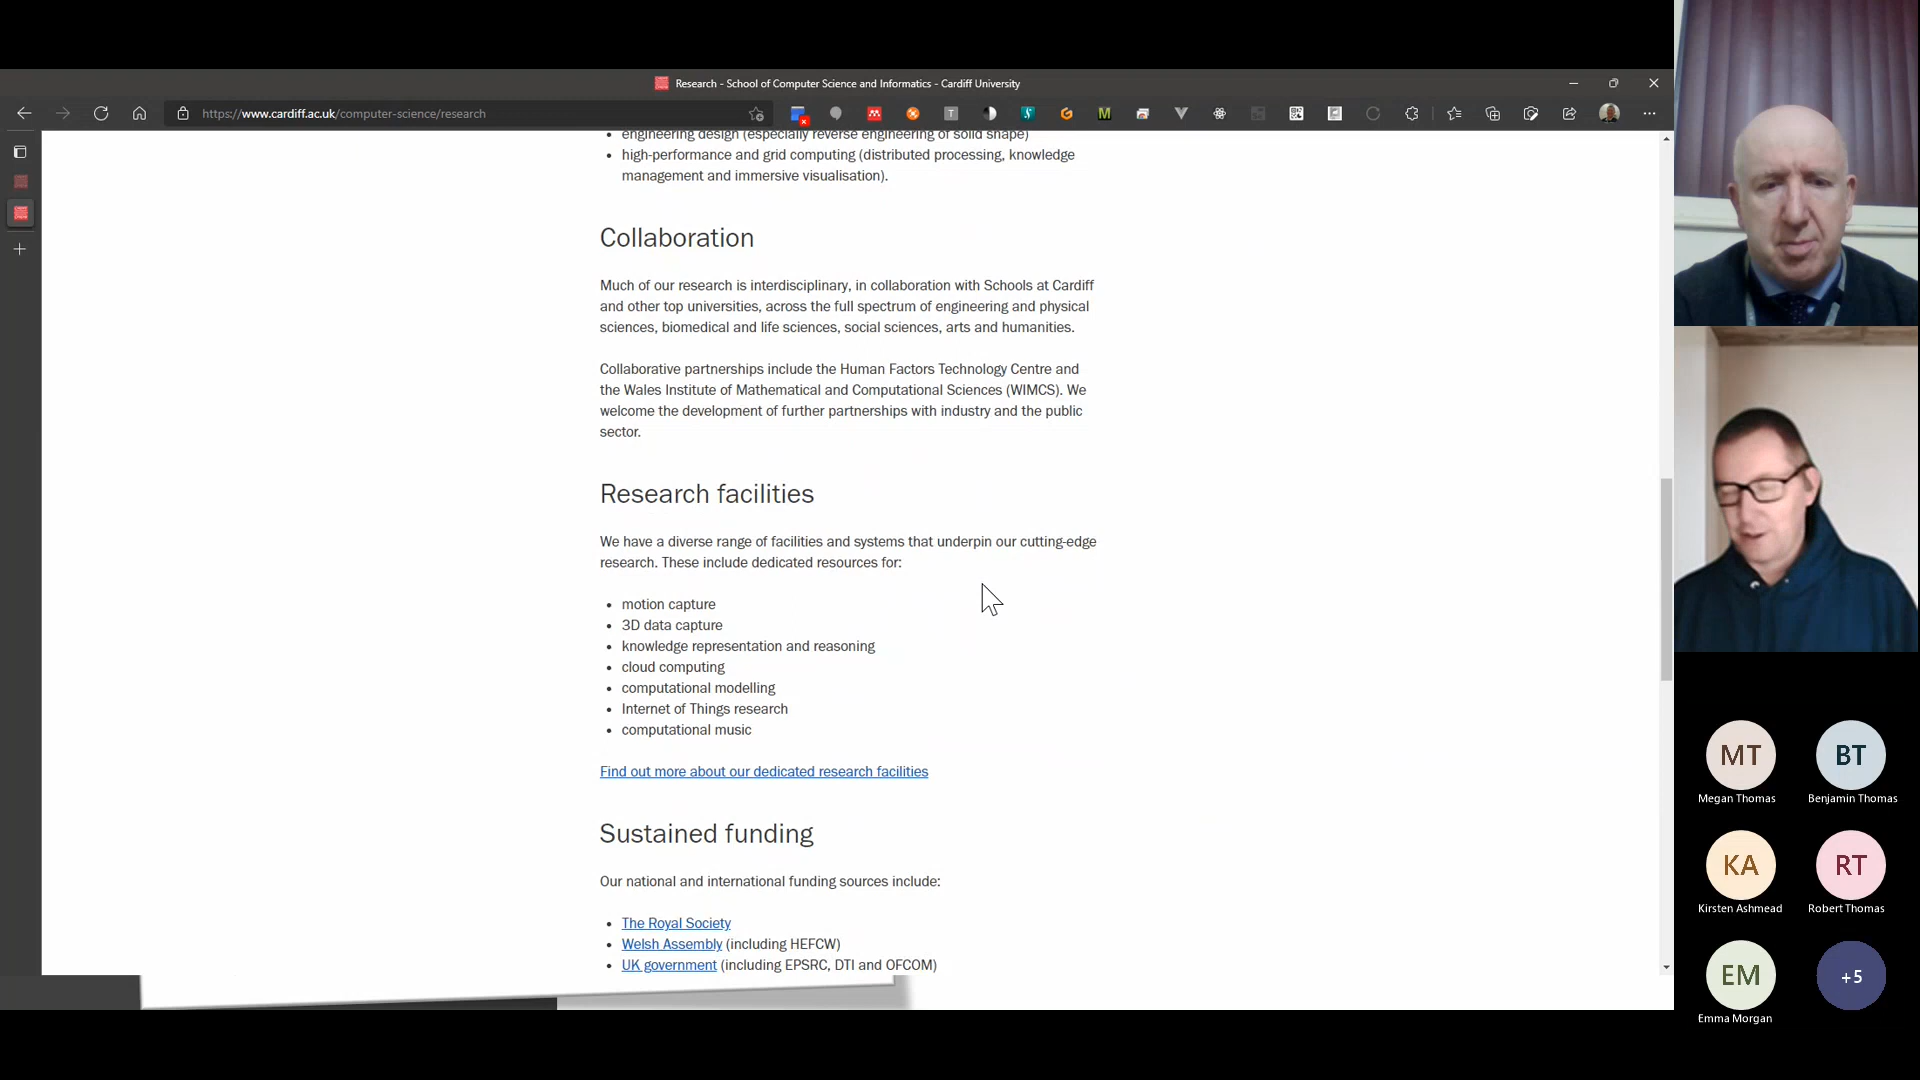 Research - School of Computer Science and Informatics - Cardiff University
https://www.cardiff.ac.uk/computer-science/research
engineering design (especially reverse engineering of solid shape)
high-performance and grid computing (distributed processing, knowledge
management and immersive visualisation).
Collaboration
Much of our research is interdisciplinary, in collaboration with Schools at Cardiff
and other top universities, across the full spectrum of engineering and physical
sciences, biomedical and life sciences, social sciences, arts and humanities.
Collaborative partnerships include the Human Factors Technology Centre and
the Wales Institute of Mathematical and Computational Sciences (WIMCS). We
welcome the development of further partnerships with industry and the public
sector.
Research facilities
We have a diverse range of facilities and systems that underpin our cutting-edge
research. These include dedicated resources for:
motion capture
3D data capture
knowledge representation and reasoning
cloud computing
computational modelling
Internet of Things research
computational music
Find out more about our dedicated research facilities
Sustained funding
Our national and international funding sources include:
The Royal Society
Welsh Assembly (including HEFCW)
UK government (including EPSRC, DTI and OFCOM)
MT
Megan Thomas
BT
Benjamin Thomas
KA
Kirsten Ashmead
RT
Robert Thomas
EM
Emma Morgan
+5